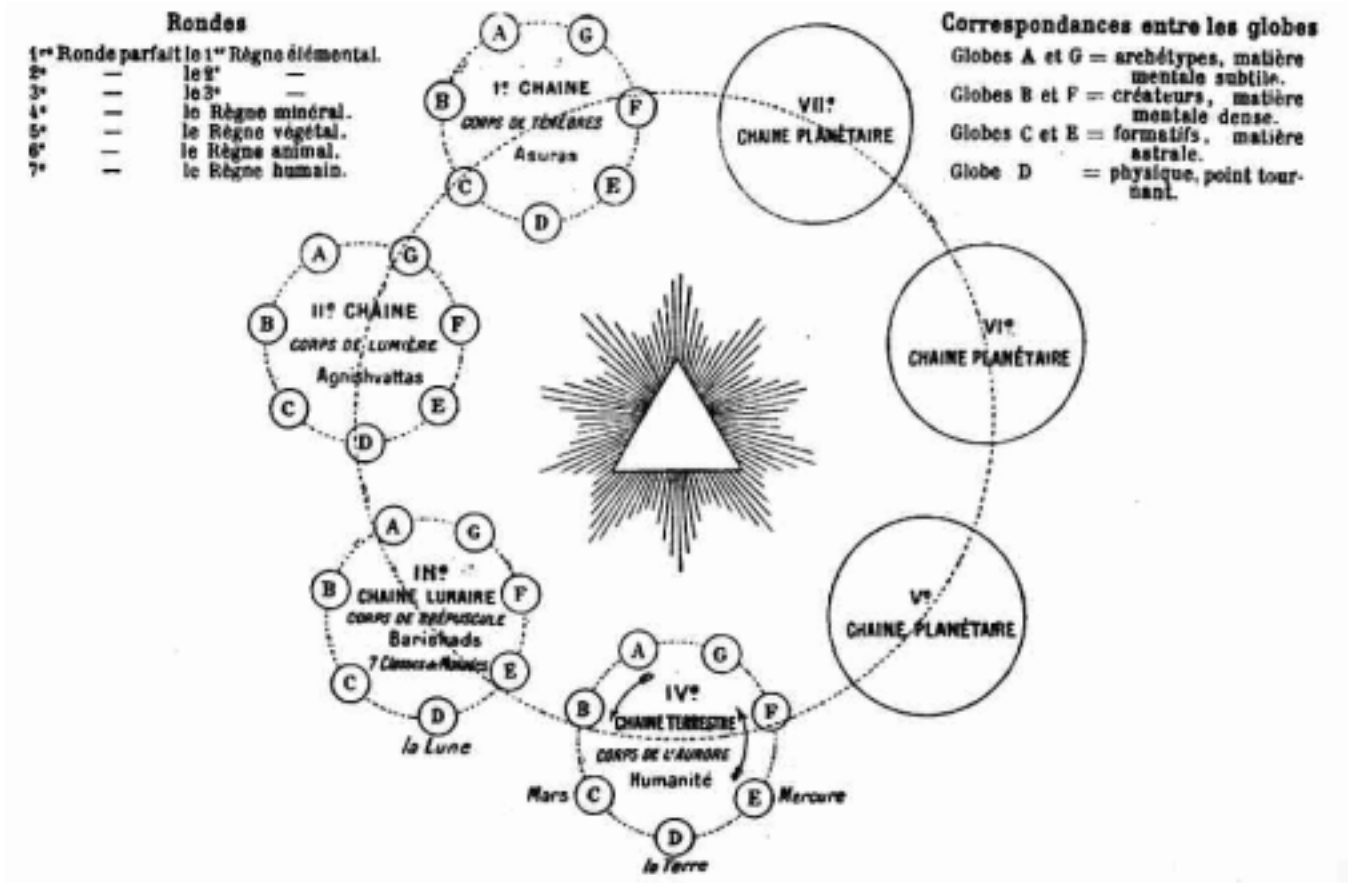 Rondes
1re Ronde parfait le 1er Règne élémental.
2e — le 2e —
3e — le 3e —
4e — le Règne minéral.
5e — le Règne végétal.
6e — le Règne animal.
7e — le Règne humain.
Correspondances entre les globes
Globes A et G = archétypes, matière
mentale subtile.
Globes B et F = créateurs, matière
mentale dense.
Globes C et E = formatifs, matière
astrale.
Globe D = physique, point tour-
nant.
A G
B F
C E
D
1e CHAINE
CORPS DE TÉNÈBRES
Asuras
VIIe
CHAINE PLANÉTAIRE
A G
B F
C E
D
IIe CHAINE
CORPS DE LUMIÈRE
Agnishvattas
VIe
CHAINE PLANÉTAIRE
A G
B F
C E
D
IIIe
CHAINE LUNAIRE
CORPS DE CRÉPUSCULE
Barishads
7 Classes de
la Lune
Ve
CHAINE PLANÉTAIRE
A G
B F
IVe
CHAINE TERRESTRE
CORPS DE L'AURORE
Humanité
Mars C E Mercure
D
la Terre